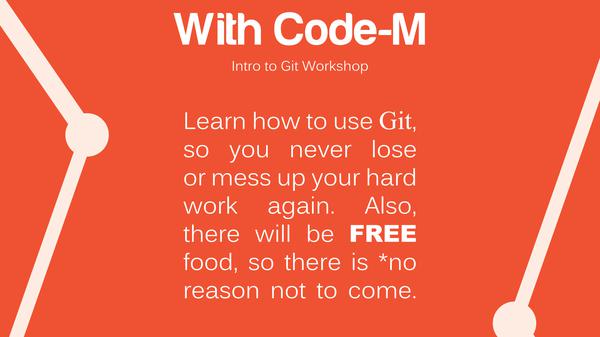 With Code-M
Intro to Git Workshop
Learn how to use Git,
so you never lose
or mess up your hard
work again. Also,
there will be FREE
food, so there is *no
reason not to come.